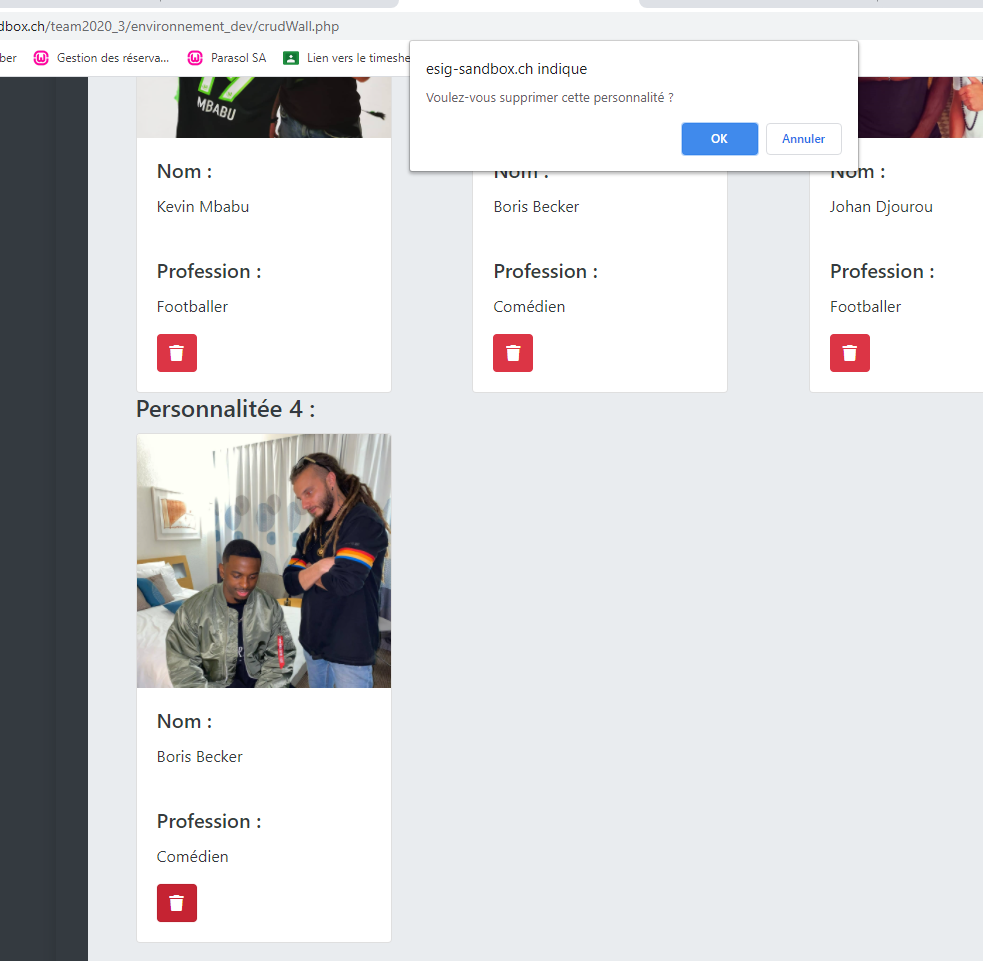 dbox.ch/team2020_3/environnement_dev/crudWall.php
ber Gestion des réserva... Parasol SA Lien vers le timeshe
esig-sandbox.ch indique
Voulez-vous supprimer cette personnalité ?
OK Annuler
MBABU
Nom : Nom : Nom :
Kevin Mbabu Boris Becker Johan Djourou
Profession : Profession : Profession :
Footballer Comédien Footballer
Personnalitée 4 :
Nom :
Boris Becker
Profession :
Comédien